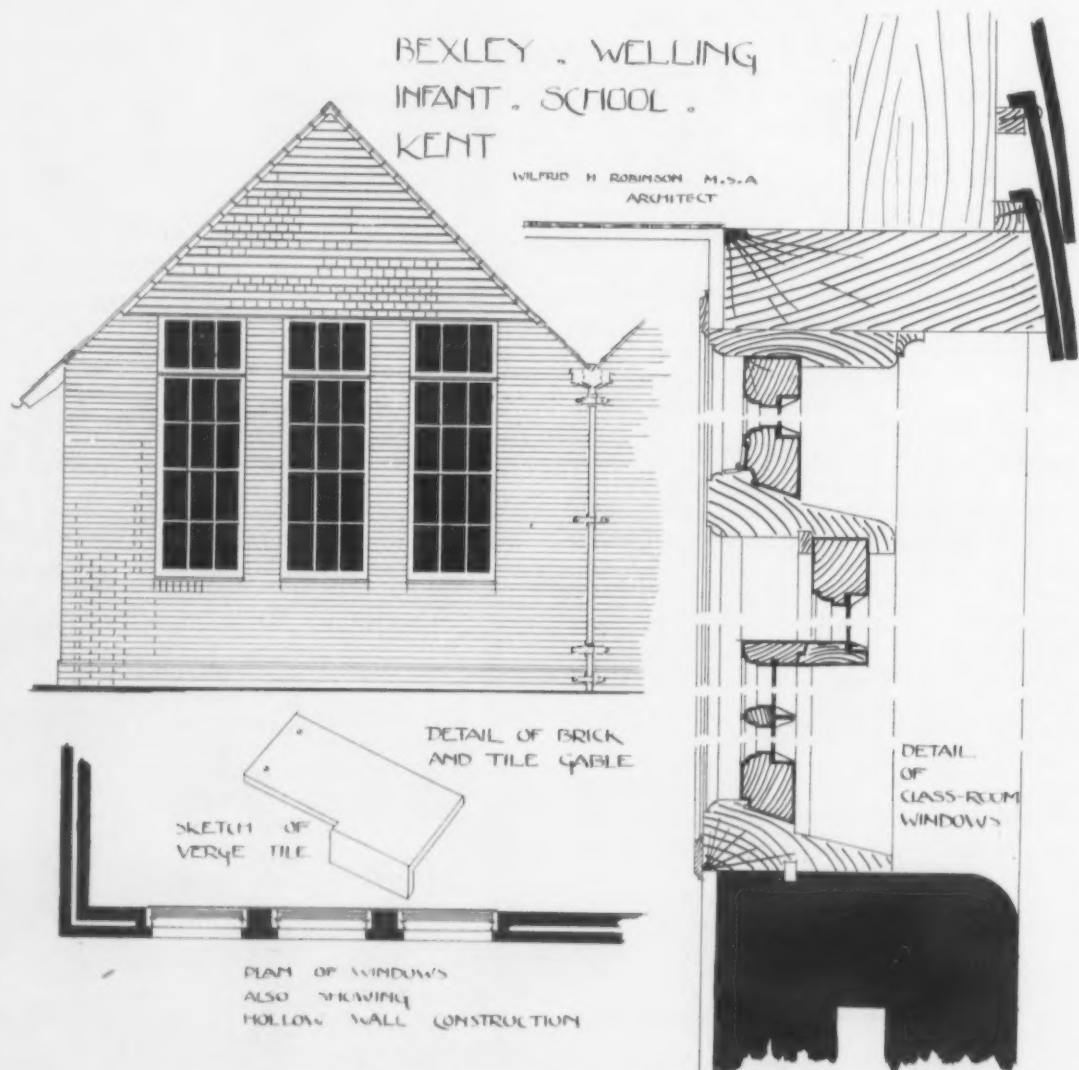 BEXLEY . WELLING
INFANT . SCHOOL .
KENT
WILFRID H ROBINSON M.S.A
ARCHITECT
DETAIL OF BRICK
AND TILE GABLE
SKETCH OF
VERGE TILE
DETAIL
OF
CLASS-ROOM
WINDOWS
PLAN OF WINDOWS
ALSO SHOWING
HOLLOW WALL CONSTRUCTION